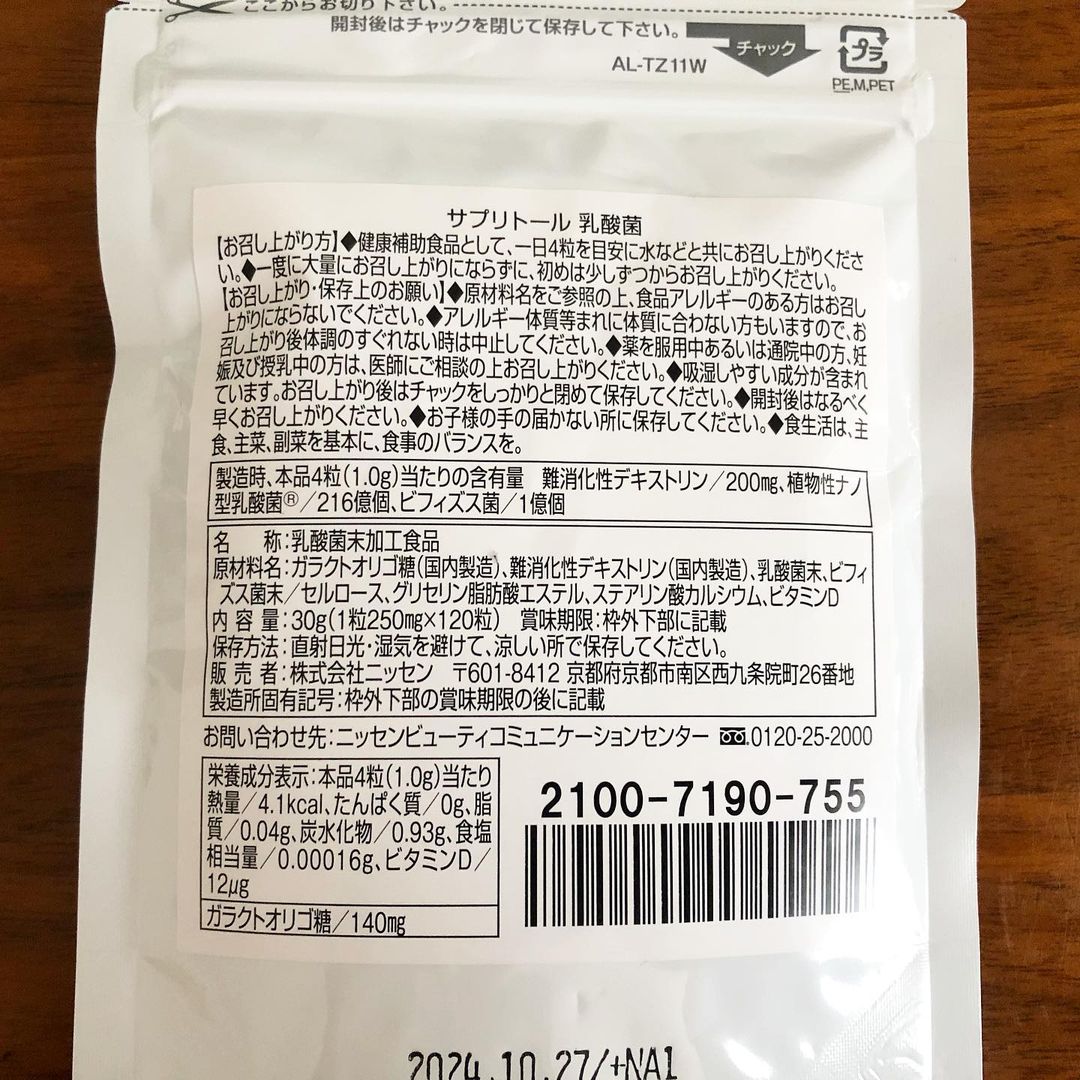 ここからお切り下さい。
開封後はチャックを閉じて保存して下さい。
チャック
プラ
AL-TZ11W
PE,M,PET
サプリトール 乳酸菌
【お召し上がり方】◆健康補助食品として、一日4粒を目安に水などと共にお召し上がりくださ
い。◆一度に大量にお召し上がりにならずに、初めは少しずつからお召し上がりください。
【お召し上がり・保存上のお願い】◆原材料名をご参照の上、食品アレルギーのある方はお召し
上がりにならないでください。◆アレルギー体質等まれに体質に合わない方もいますので、お
召し上がり後体調のすぐれない時は中止してください。◆薬を服用中あるいは通院中の方、妊
娠及び授乳中の方は、医師にご相談の上お召し上がりください。◆吸湿しやすい成分が含まれ
ています。お召し上がり後はチャックをしっかりと閉めて保存してください。◆開封後はなるべく
早くお召し上がりください。◆お子様の手の届かない所に保存してください。◆食生活は、主
食、主菜、副菜を基本に、食事のバランスを。
製造時、本品4粒(1.0g)当たりの含有量 難消化性デキストリン/200mg、植物性ナノ
型乳酸菌®/216億個、ビフィズス菌/1億個
名 称:乳酸菌末加工食品
原材料名:ガラクトオリゴ糖(国内製造)、難消化性デキストリン(国内製造)、乳酸菌末、ビフィ
ズス菌末/セルロース、グリセリン脂肪酸エステル、ステアリン酸カルシウム、ビタミンD
内 容 量:30g(1粒250mg×120粒) 賞味期限:枠外下部に記載
保存方法:直射日光・湿気を避けて、涼しい所で保存してください。
販 売 者:株式会社ニッセン 〒601-8412 京都府京都市南区西九条院町26番地
製造所固有記号:枠外下部の賞味期限の後に記載
お問い合わせ先:ニッセンビューティコミュニケーションセンター 0120-25-2000
栄養成分表示:本品4粒(1.0g)当たり
熱量/4.1kcal、たんぱく質/0g、脂
質/0.04g、炭水化物/0.93g、食塩
相当量/0.00016g、ビタミンD/
12μg
ガラクトオリゴ糖/140mg
2100-7190-755
2024.10.27/+NA1